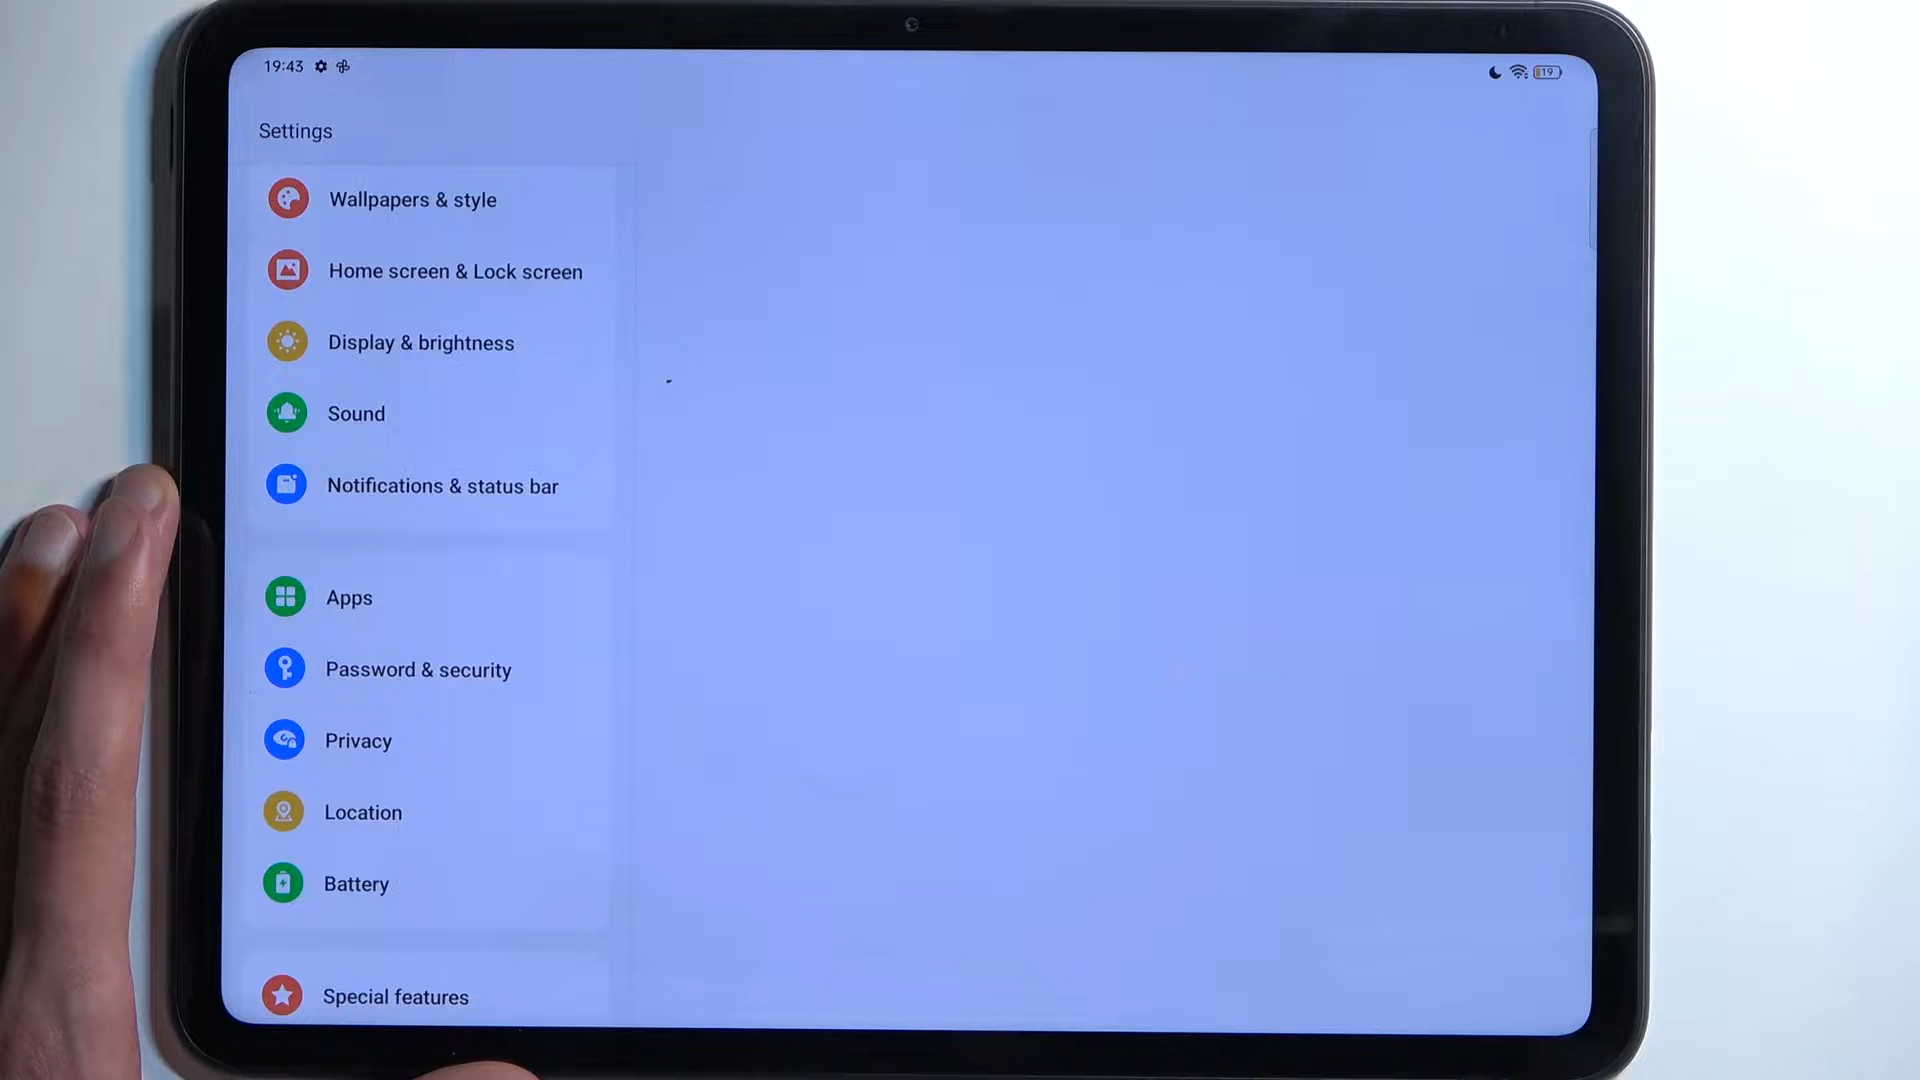 19:43
19
Settings
Wallpapers & style
Home screen & Lock screen
Display & brightness
Sound
Notifications & status bar
Apps
Password & security
Privacy
Location
Battery
Special features